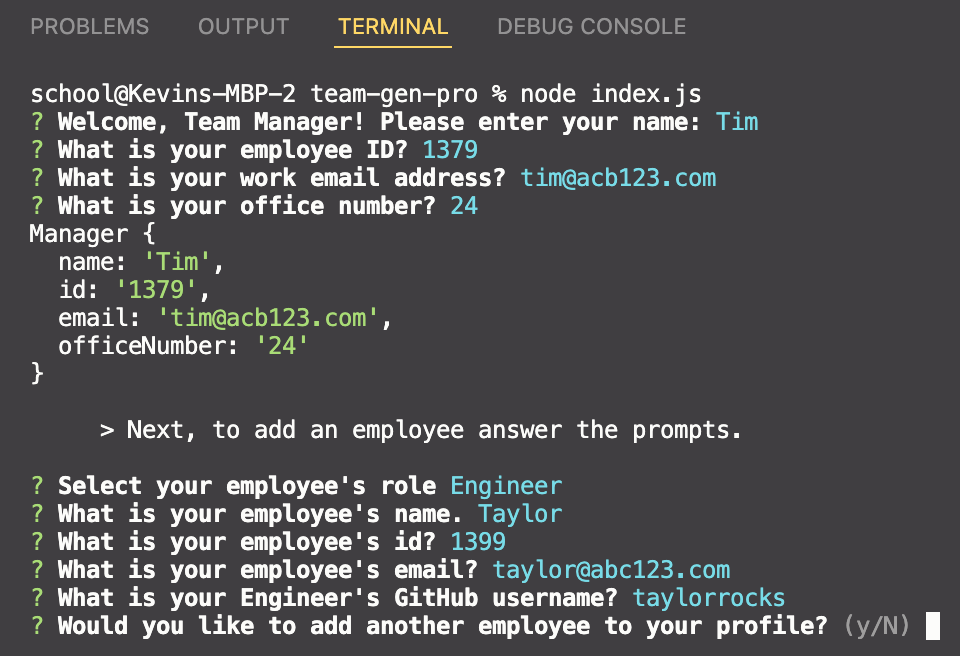 PROBLEMS OUTPUT TERMINAL DEBUG CONSOLE
school@Kevins-MBP-2 team-gen-pro % node index.js
? Welcome, Team Manager! Please enter your name: Tim
? What is your employee ID? 1379
? What is your work email address? tim@acb123.com
? What is your office number? 24
Manager {
  name: 'Tim',
  id: '1379',
  email: 'tim@acb123.com',
  officeNumber: '24'
}
     > Next, to add an employee answer the prompts.
? Select your employee's role Engineer
? What is your employee's name. Taylor
? What is your employee's id? 1399
? What is your employee's email? taylor@abc123.com
? What is your Engineer's GitHub username? taylorrocks
? Would you like to add another employee to your profile? (y/N)